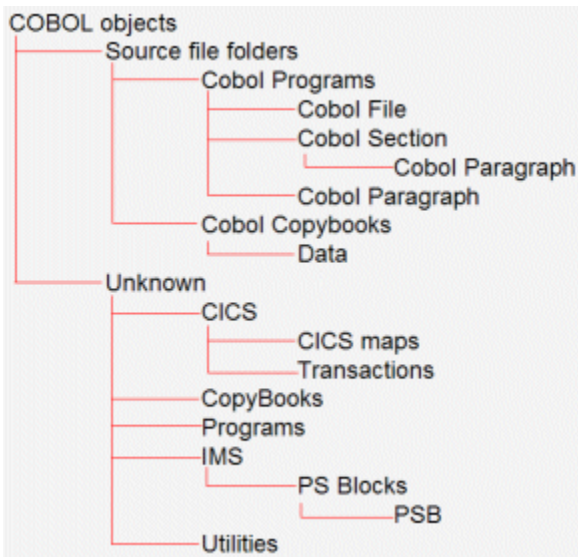 COBOL objects
Source file folders
Cobol Programs
Cobol File
Cobol Section
Cobol Paragraph
Cobol Paragraph
Cobol Copybooks
Data
Unknown
CICS
CICS maps
Transactions
CopyBooks
Programs
IMS
PS Blocks
PSB
Utilities